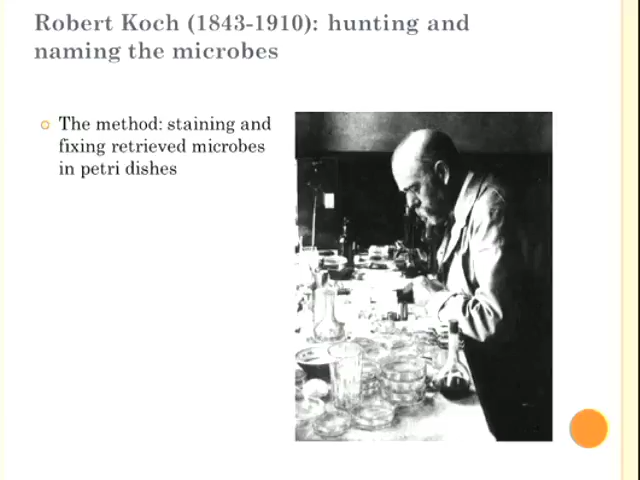 Robert Koch (1843-1910): hunting and
naming the microbes
The method: staining and
fixing retrieved microbes
in petri dishes